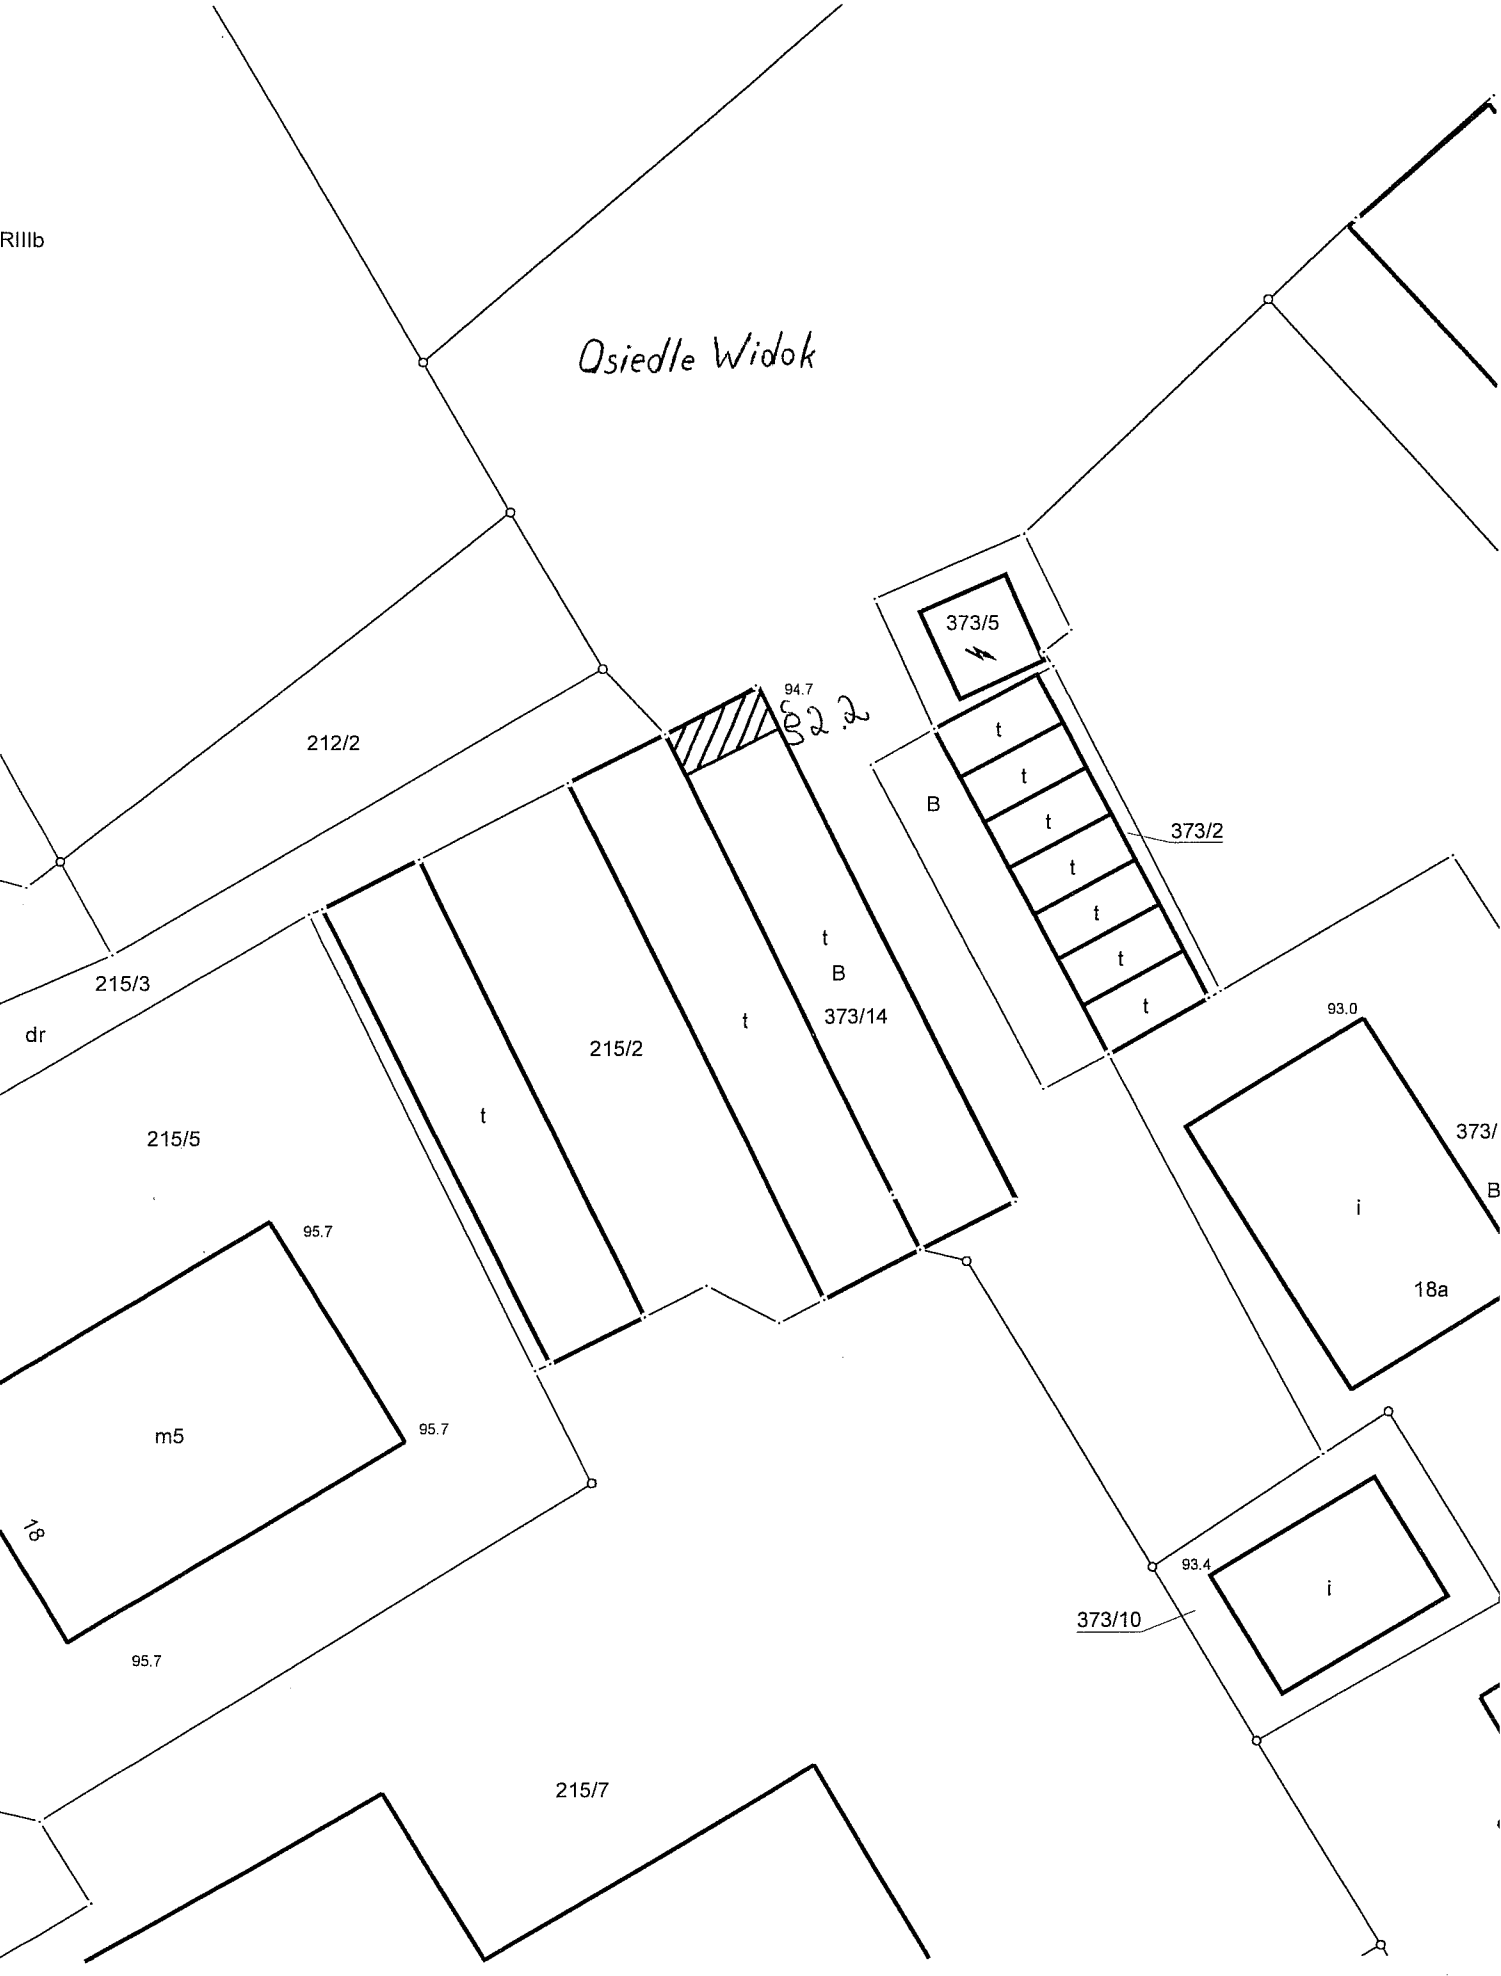 RIIIb
Osiedle Widok
373/5
94.7
212/2
t
t
B
t
373/2
t
t
t
t
t
B
373/14
t
215/2
215/3
dr
93.0
t
215/5
373/
B
i
18a
95.7
95.7
m5
18
93.4
i
373/10
95.7
215/7